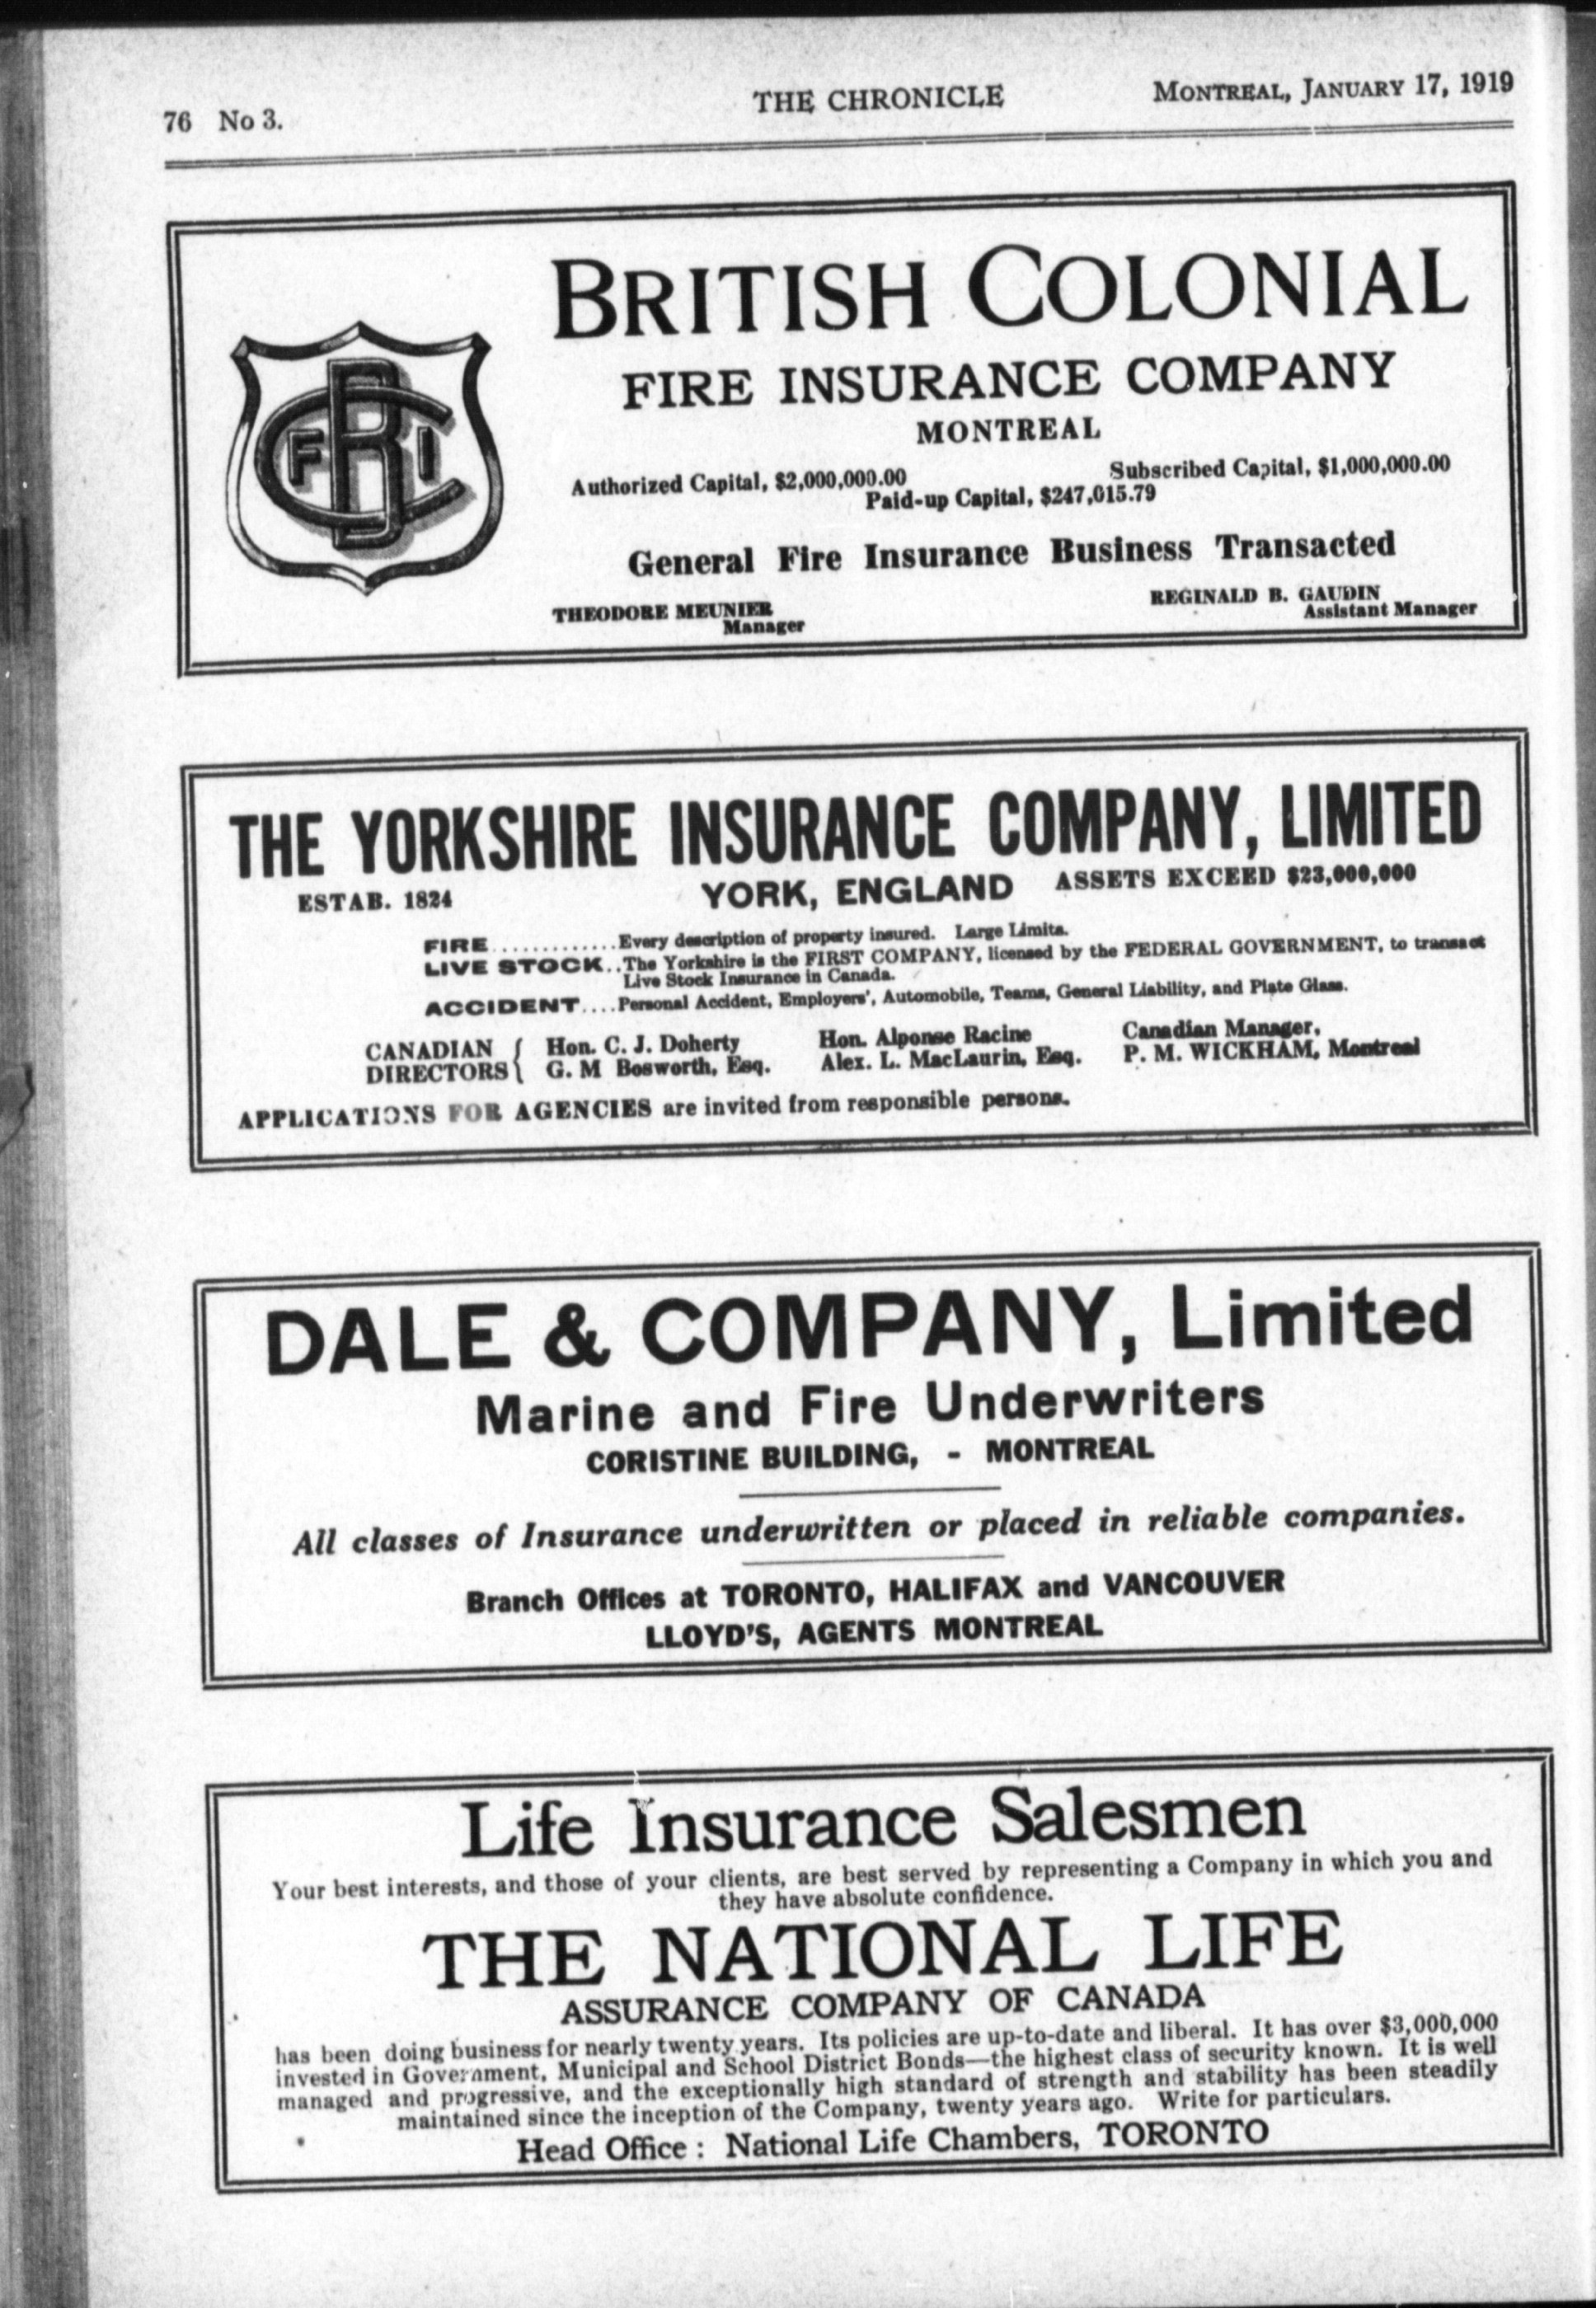 76 No 3.
THE CHRONICLE
MONTREAL, JANUARY 17, 1919
BRITISH COLONIAL
FIRE INSURANCE COMPANY
MONTREAL
B
F C I
Authorized Capital, $2,000,000.00
Subscribed Capital, $1,000,000.00
Paid-up Capital, $247,015.79
General Fire Insurance Business Transacted
THEODORE MEUNIER
Manager
REGINALD B. GAUDIN
Assistant Manager
THE YORKSHIRE INSURANCE COMPANY, LIMITED
ESTAB. 1824
YORK, ENGLAND
ASSETS EXCEED $23,000,000
FIRE ............Every description of property insured. Large Limits.
LIVE STOCK..The Yorkshire is the FIRST COMPANY, licensed by the FEDERAL GOVERNMENT, to transact
Live Stock Insurance in Canada.
ACCIDENT....Personal Accident, Employers', Automobile, Teams, General Liability, and Plate Glass.
CANADIAN { Hon. C. J. Doherty Hon. Alponse Racine Canadian Manager,
DIRECTORS { G. M Bosworth, Esq. Alex. L. MacLaurin, Esq. P. M. WICKHAM, Montreal
APPLICATIONS FOR AGENCIES are invited from responsible persons.
DALE & COMPANY, Limited
Marine and Fire Underwriters
CORISTINE BUILDING, - MONTREAL
All classes of Insurance underwritten or placed in reliable companies.
Branch Offices at TORONTO, HALIFAX and VANCOUVER
LLOYD'S, AGENTS MONTREAL
Life Insurance Salesmen
Your best interests, and those of your clients, are best served by representing a Company in which you and
they have absolute confidence.
THE NATIONAL LIFE
ASSURANCE COMPANY OF CANADA
has been doing business for nearly twenty years. Its policies are up-to-date and liberal. It has over $3,000,000
invested in Government, Municipal and School District Bonds—the highest class of security known. It is well
managed and progressive, and the exceptionally high standard of strength and stability has been steadily
maintained since the inception of the Company, twenty years ago. Write for particulars.
Head Office : National Life Chambers, TORONTO